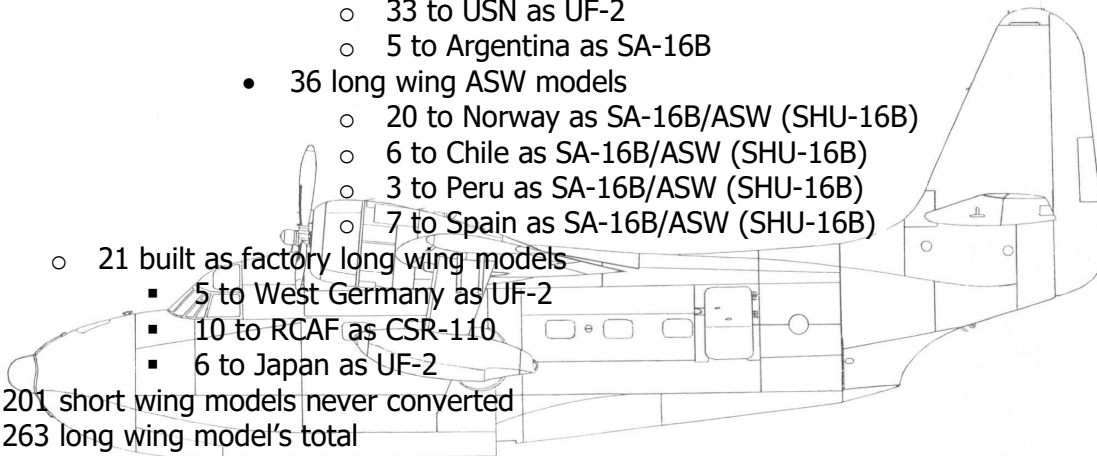 ○ 33 to USN as UF-2
○ 5 to Argentina as SA-16B
• 36 long wing ASW models
○ 20 to Norway as SA-16B/ASW (SHU-16B)
○ 6 to Chile as SA-16B/ASW (SHU-16B)
○ 3 to Peru as SA-16B/ASW (SHU-16B)
○ 7 to Spain as SA-16B/ASW (SHU-16B)
○ 21 built as factory long wing models
▪ 5 to West Germany as UF-2
▪ 10 to RCAF as CSR-110
▪ 6 to Japan as UF-2
201 short wing models never converted
263 long wing model’s total